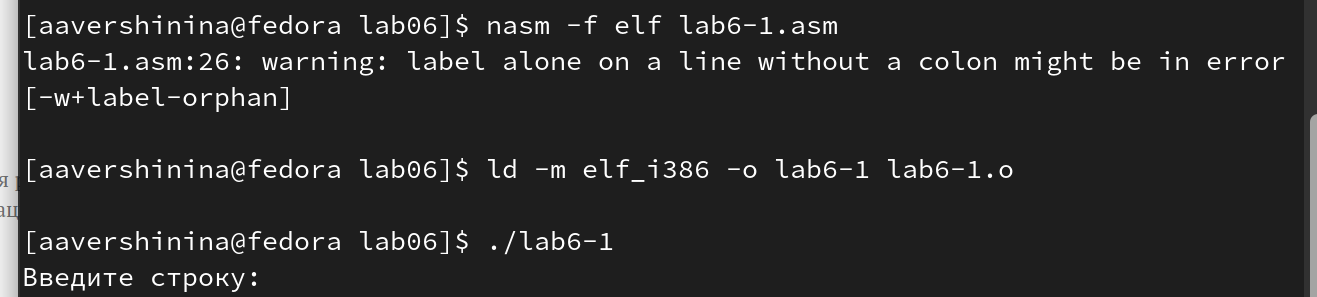 [aavershinina@fedora lab06]$ nasm -f elf lab6-1.asm
lab6-1.asm:26: warning: label alone on a line without a colon might be in error
[-w+label-orphan]
[aavershinina@fedora lab06]$ ld -m elf_i386 -o lab6-1 lab6-1.o
[aavershinina@fedora lab06]$ ./lab6-1
Введите строку: